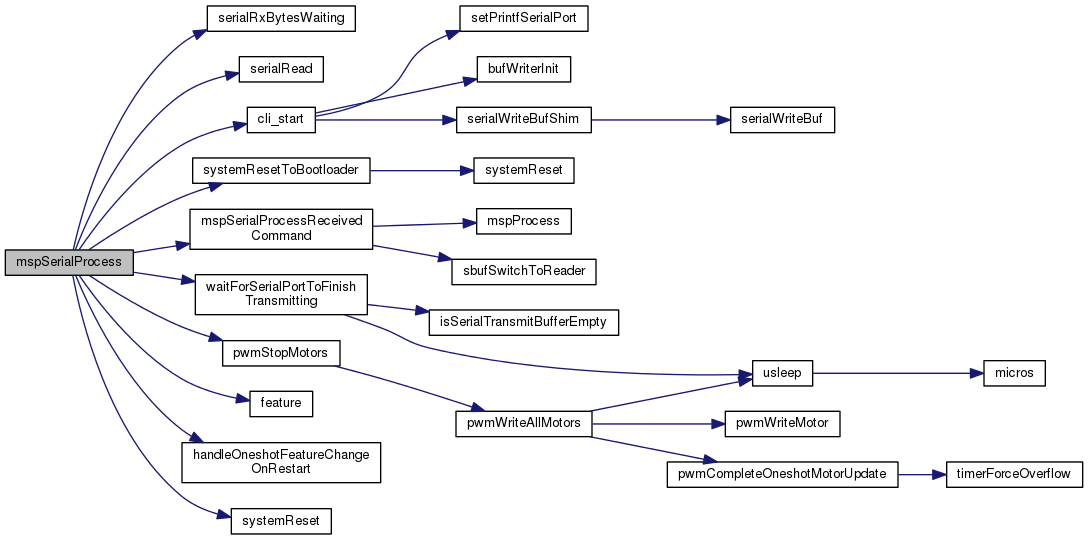 serialRxBytesWaiting
setPrintfSerialPort
serialRead
bufWriterInit
cli_start
serialWriteBufShim
serialWriteBuf
systemResetToBootloader
systemReset
mspSerialProcessReceived
Command
mspProcess
mspSerialProcess
sbufSwitchToReader
waitForSerialPortToFinish
Transmitting
isSerialTransmitBufferEmpty
pwmStopMotors
usleep
micros
feature
pwmWriteAllMotors
pwmWriteMotor
handleOneshotFeatureChange
OnRestart
pwmCompleteOneshotMotorUpdate
timerForceOverflow
systemReset